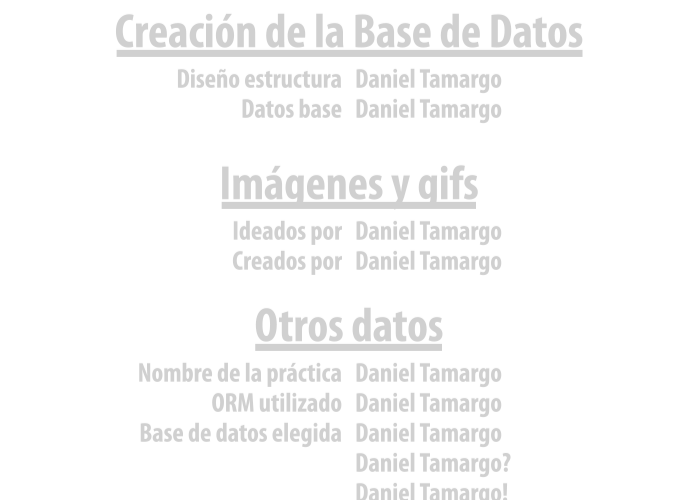 Creación de la Base de Datos
Diseño estructura Daniel Tamargo
Datos base Daniel Tamargo
Imágenes y gifs
Ideados por Daniel Tamargo
Creados por Daniel Tamargo
Otros datos
Nombre de la práctica Daniel Tamargo
ORM utilizado Daniel Tamargo
Base de datos elegida Daniel Tamargo
Daniel Tamargo?
Daniel Tamargo!